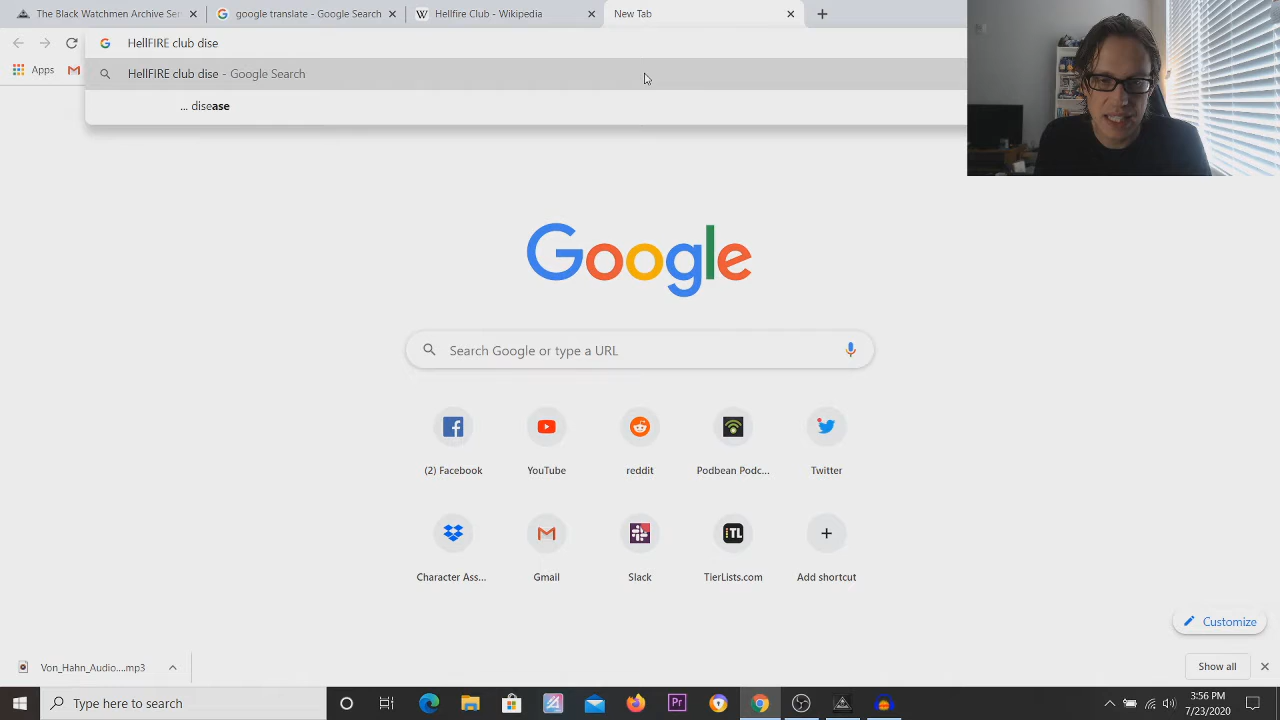 The Black Watchmen Archive Ser
google translate - Google Search
Hellfire Club - Wikipedia
New Tab
HellFIRE club dise
Apps
HellFIRE club dise - Google Search
... disease
Google
Search Google or type a URL
(2) Facebook
YouTube
reddit
Podbean Podc...
Twitter
Character Ass...
Gmail
Slack
TierLists.com
Add shortcut
Customize
Von_Hahn_Audio....mp3
Show all
Type here to search
3:56 PM
7/23/2020